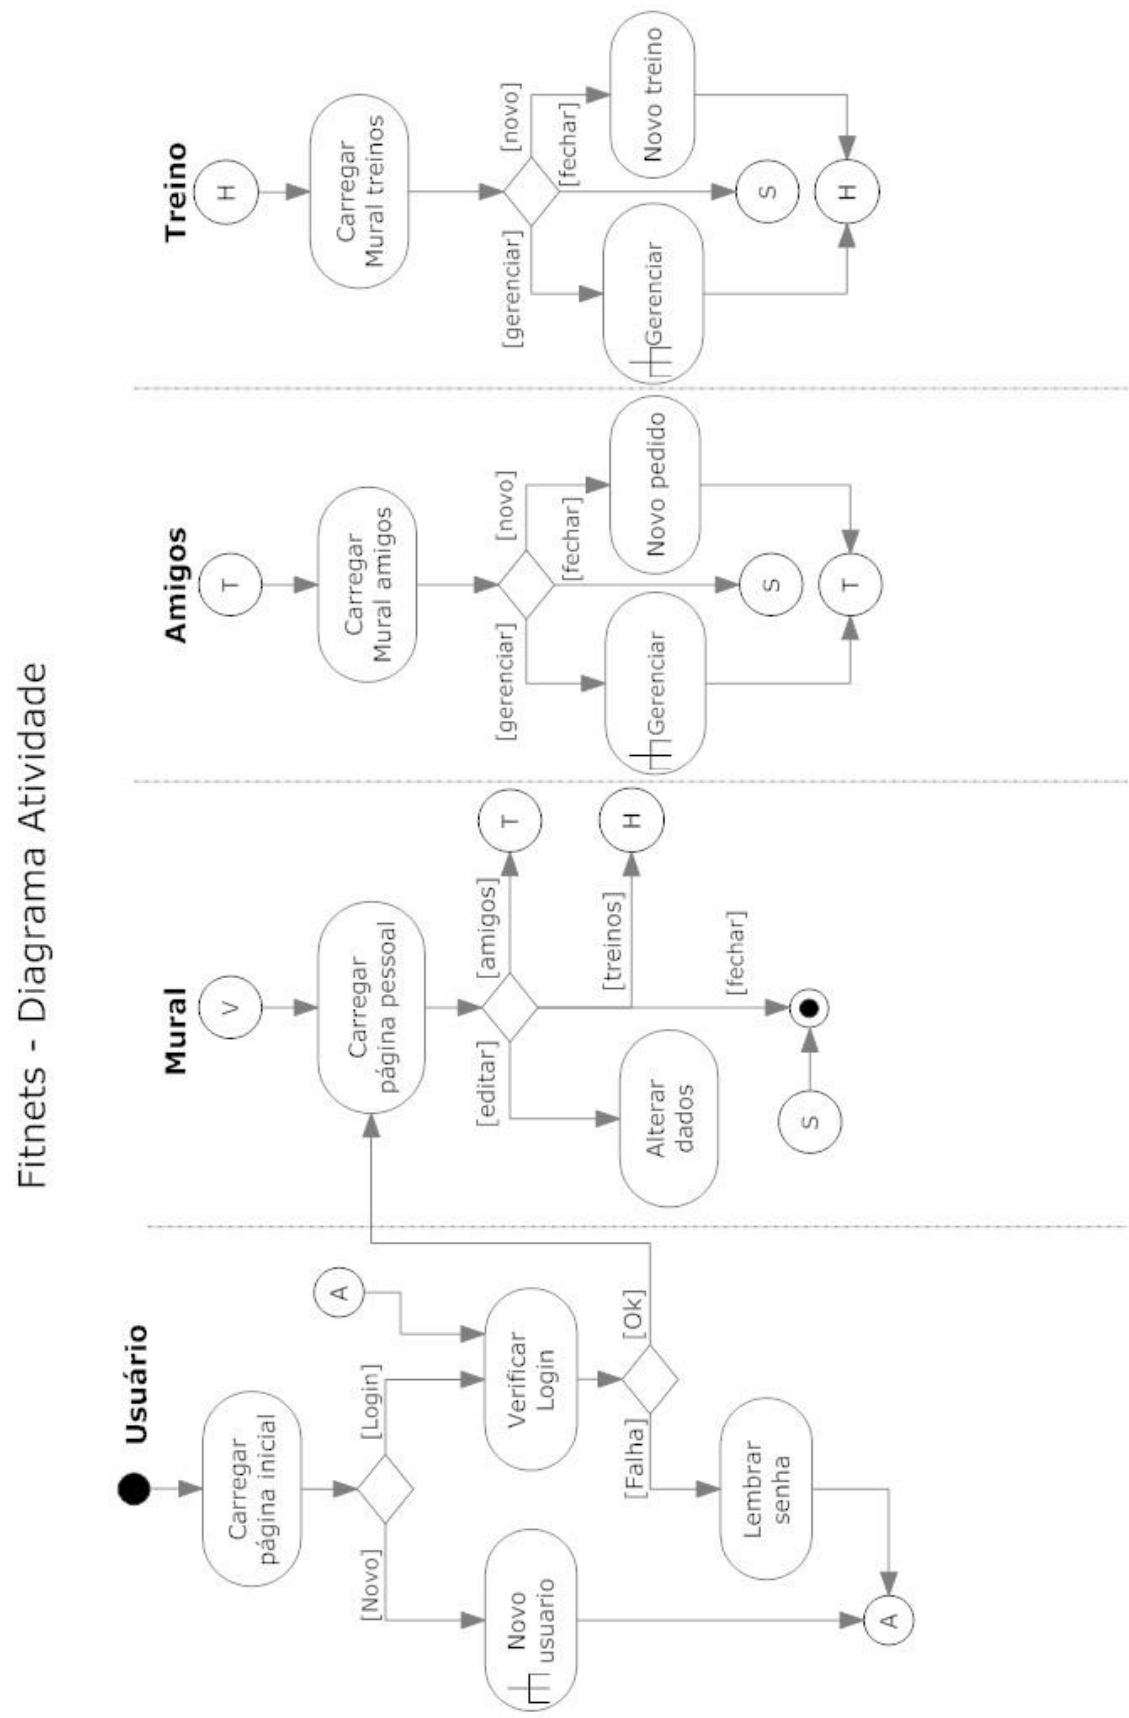 Fitnets - Diagrama Atividade
Usuário
Carregar
página inicial
[Novo]
[Login]
A
Novo
usuario
Verificar
Login
[Falha]
[Ok]
Lembrar
senha
A
Mural
V
Carregar
página pessoal
[editar]
[amigos]
T
[treinos]
H
Alterar
dados
[fechar]
S
Amigos
T
Carregar
Mural amigos
[gerenciar]
[novo]
[fechar]
Gerenciar
Novo pedido
S
T
Treino
H
Carregar
Mural treinos
[gerenciar]
[novo]
[fechar]
Gerenciar
Novo treino
S
H